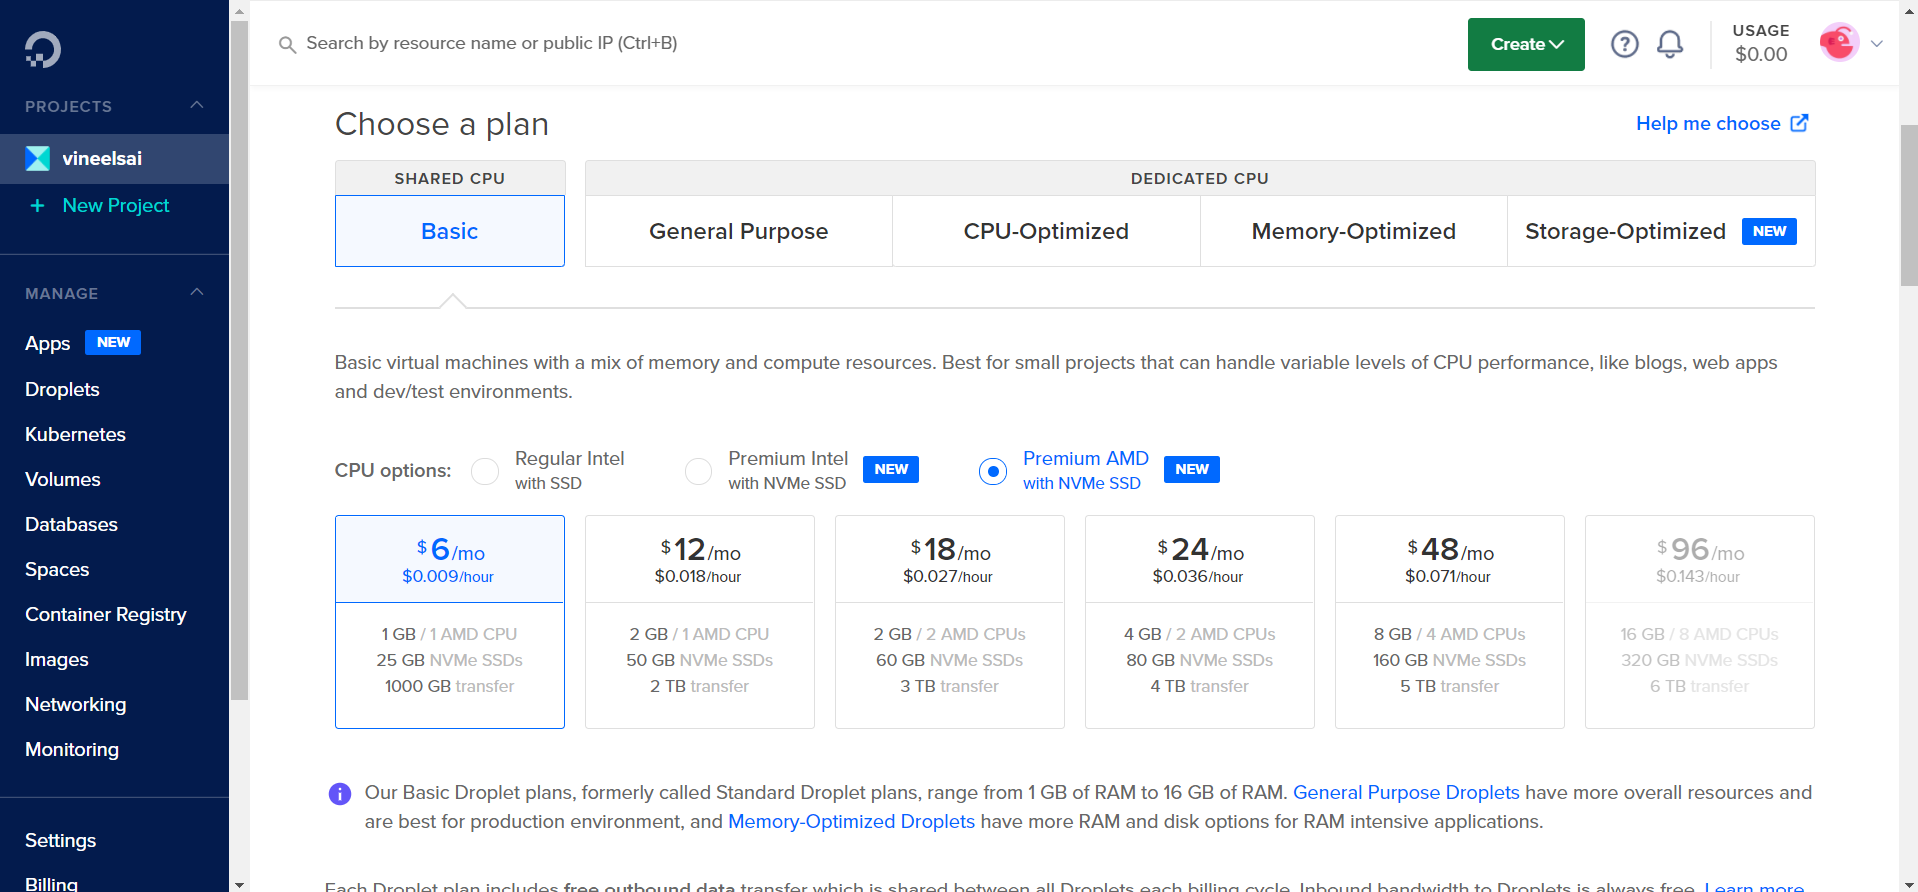 PROJECTS
vineelsai
+ New Project
MANAGE
Apps NEW
Droplets
Kubernetes
Volumes
Databases
Spaces
Container Registry
Images
Networking
Monitoring
Settings
Billing
Search by resource name or public IP (Ctrl+B)
Create
?
USAGE
$0.00
Choose a plan
Help me choose
SHARED CPU
DEDICATED CPU
Basic
General Purpose
CPU-Optimized
Memory-Optimized
Storage-Optimized NEW
Basic virtual machines with a mix of memory and compute resources. Best for small projects that can handle variable levels of CPU performance, like blogs, web apps
and dev/test environments.
CPU options:
Regular Intel
with SSD
Premium Intel
with NVMe SSD
NEW
Premium AMD
with NVMe SSD
NEW
$6/mo
$0.009/hour
1 GB / 1 AMD CPU
25 GB NVMe SSDs
1000 GB transfer
$12/mo
$0.018/hour
2 GB / 1 AMD CPU
50 GB NVMe SSDs
2 TB transfer
$18/mo
$0.027/hour
2 GB / 2 AMD CPUs
60 GB NVMe SSDs
3 TB transfer
$24/mo
$0.036/hour
4 GB / 2 AMD CPUs
80 GB NVMe SSDs
4 TB transfer
$48/mo
$0.071/hour
8 GB / 4 AMD CPUs
160 GB NVMe SSDs
5 TB transfer
$96/mo
$0.143/hour
16 GB / 8 AMD CPUs
320 GB NVMe SSDs
6 TB transfer
i
Our Basic Droplet plans, formerly called Standard Droplet plans, range from 1 GB of RAM to 16 GB of RAM. General Purpose Droplets have more overall resources and
are best for production environment, and Memory-Optimized Droplets have more RAM and disk options for RAM intensive applications.
Each Droplet plan includes free outbound data transfer which is shared between all Droplets each billing cycle. Inbound bandwidth to Droplets is always free. Learn more